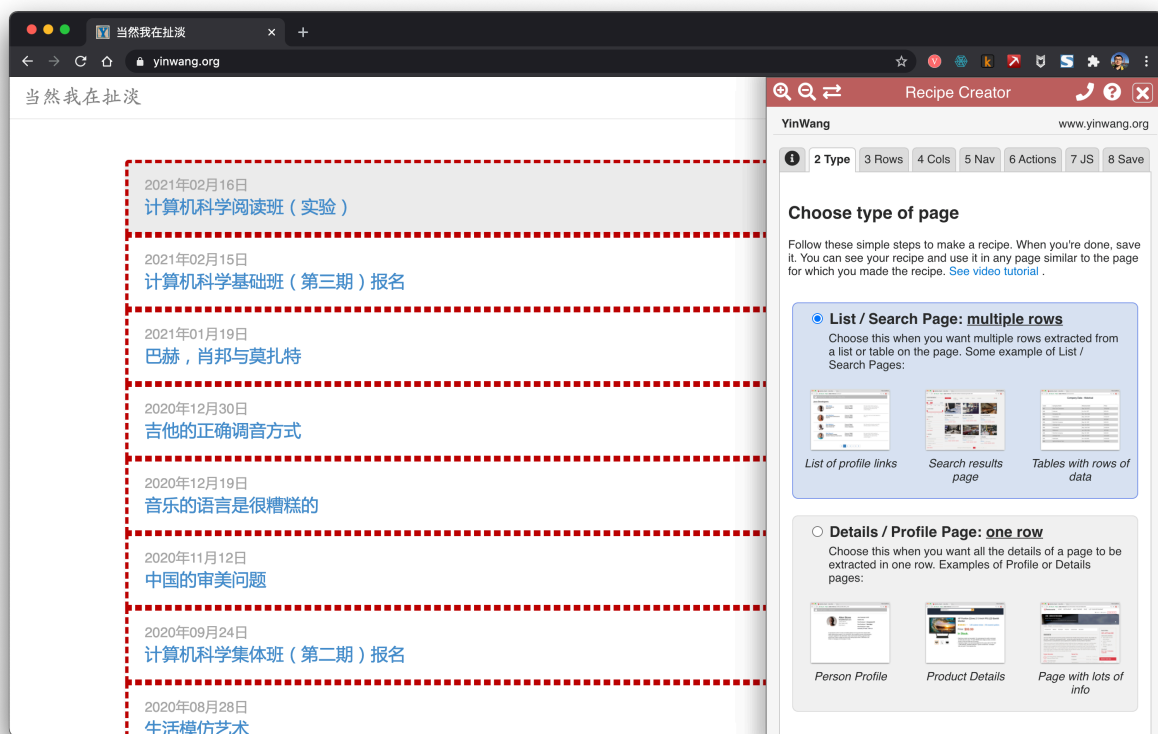 当然我在扯淡
yinwang.org
当然我在扯淡
2021年02月16日
计算机科学阅读班（实验）
2021年02月15日
计算机科学基础班（第三期）报名
2021年01月19日
巴赫，肖邦与莫扎特
2020年12月30日
吉他的正确调音方式
2020年12月19日
音乐的语言是很糟糕的
2020年11月12日
中国的审美问题
2020年09月24日
计算机科学集体班（第二期）报名
2020年08月28日
生活模仿艺术
Recipe Creator
YinWang www.yinwang.org
2 Type 3 Rows 4 Cols 5 Nav 6 Actions 7 JS 8 Save
Choose type of page
Follow these simple steps to make a recipe. When you're done, save
it. You can see your recipe and use it in any page similar to the page
for which you made the recipe. See video tutorial .
List / Search Page: multiple rows
Choose this when you want multiple rows extracted from
a list or table on the page. Some example of List /
Search Pages:
List of profile links Search results Tables with rows of
page data
Details / Profile Page: one row
Choose this when you want all the details of a page to be
extracted in one row. Examples of Profile or Details
pages:
Person Profile Product Details Page with lots of
info